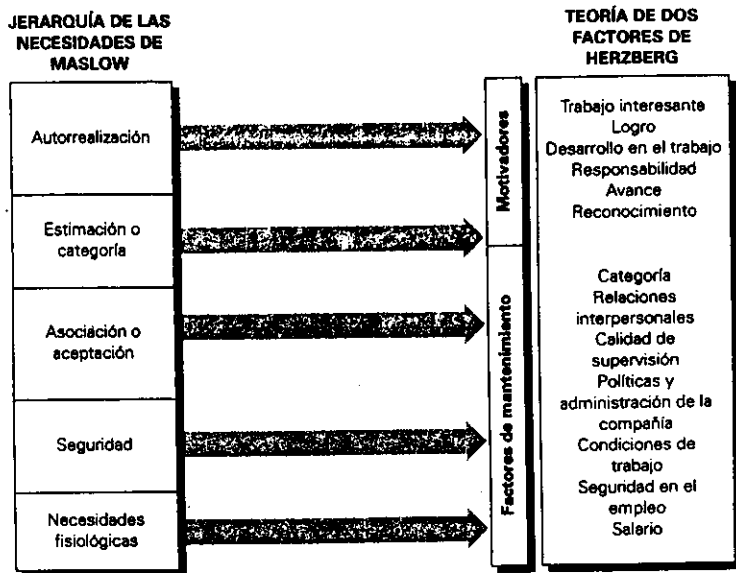 JERARQUÍA DE LAS
NECESIDADES DE
MASLOW
Autorrealización
Estimación o
categoría
Asociación o
aceptación
Seguridad
Necesidades
fisiológicas
Motivadores
Factores de mantenimiento
TEORÍA DE DOS
FACTORES DE
HERZBERG
Trabajo interesante
Logro
Desarrollo en el trabajo
Responsabilidad
Avance
Reconocimiento
Categoría
Relaciones
interpersonales
Calidad de
supervisión
Políticas y
administración de la
compañía
Condiciones de
trabajo
Seguridad en el
empleo
Salario